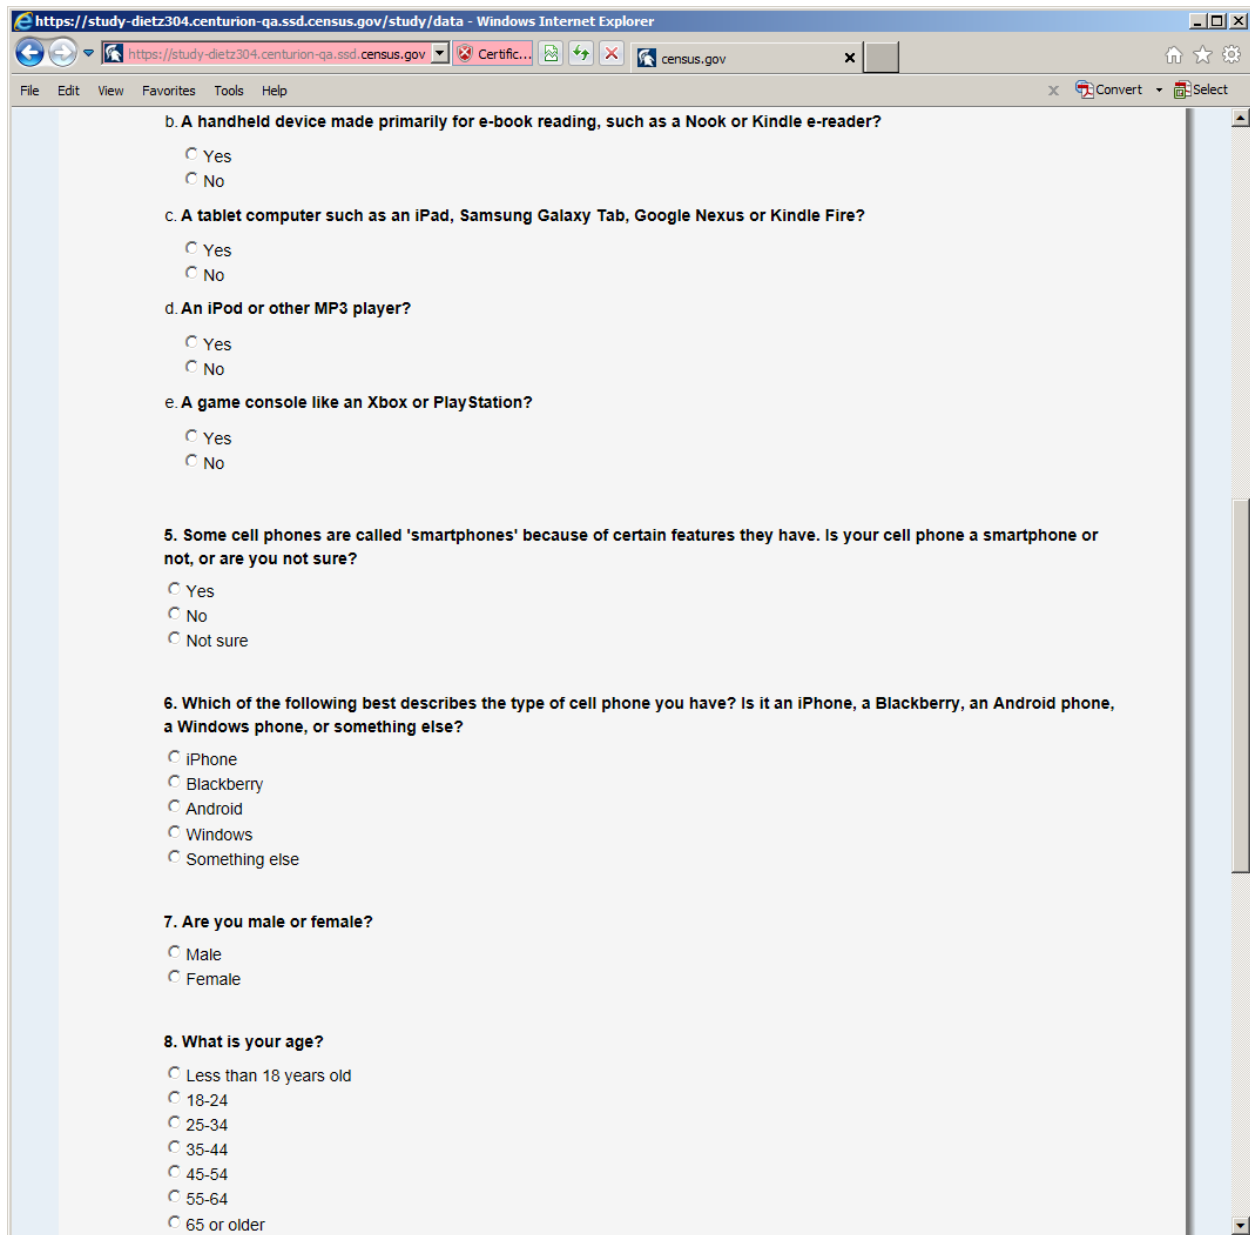 https://study-dietz304.centurion-qa.ssd.census.gov/study/data - Windows Internet Explorer
https://study-dietz304.centurion-qa.ssd.census.gov
Certific...
census.gov
File Edit View Favorites Tools Help
Convert
Select
b. A handheld device made primarily for e-book reading, such as a Nook or Kindle e-reader?
Yes
No
c. A tablet computer such as an iPad, Samsung Galaxy Tab, Google Nexus or Kindle Fire?
Yes
No
d. An iPod or other MP3 player?
Yes
No
e. A game console like an Xbox or PlayStation?
Yes
No
5. Some cell phones are called 'smartphones' because of certain features they have. Is your cell phone a smartphone or
not, or are you not sure?
Yes
No
Not sure
6. Which of the following best describes the type of cell phone you have? Is it an iPhone, a Blackberry, an Android phone,
a Windows phone, or something else?
iPhone
Blackberry
Android
Windows
Something else
7. Are you male or female?
Male
Female
8. What is your age?
Less than 18 years old
18-24
25-34
35-44
45-54
55-64
65 or older